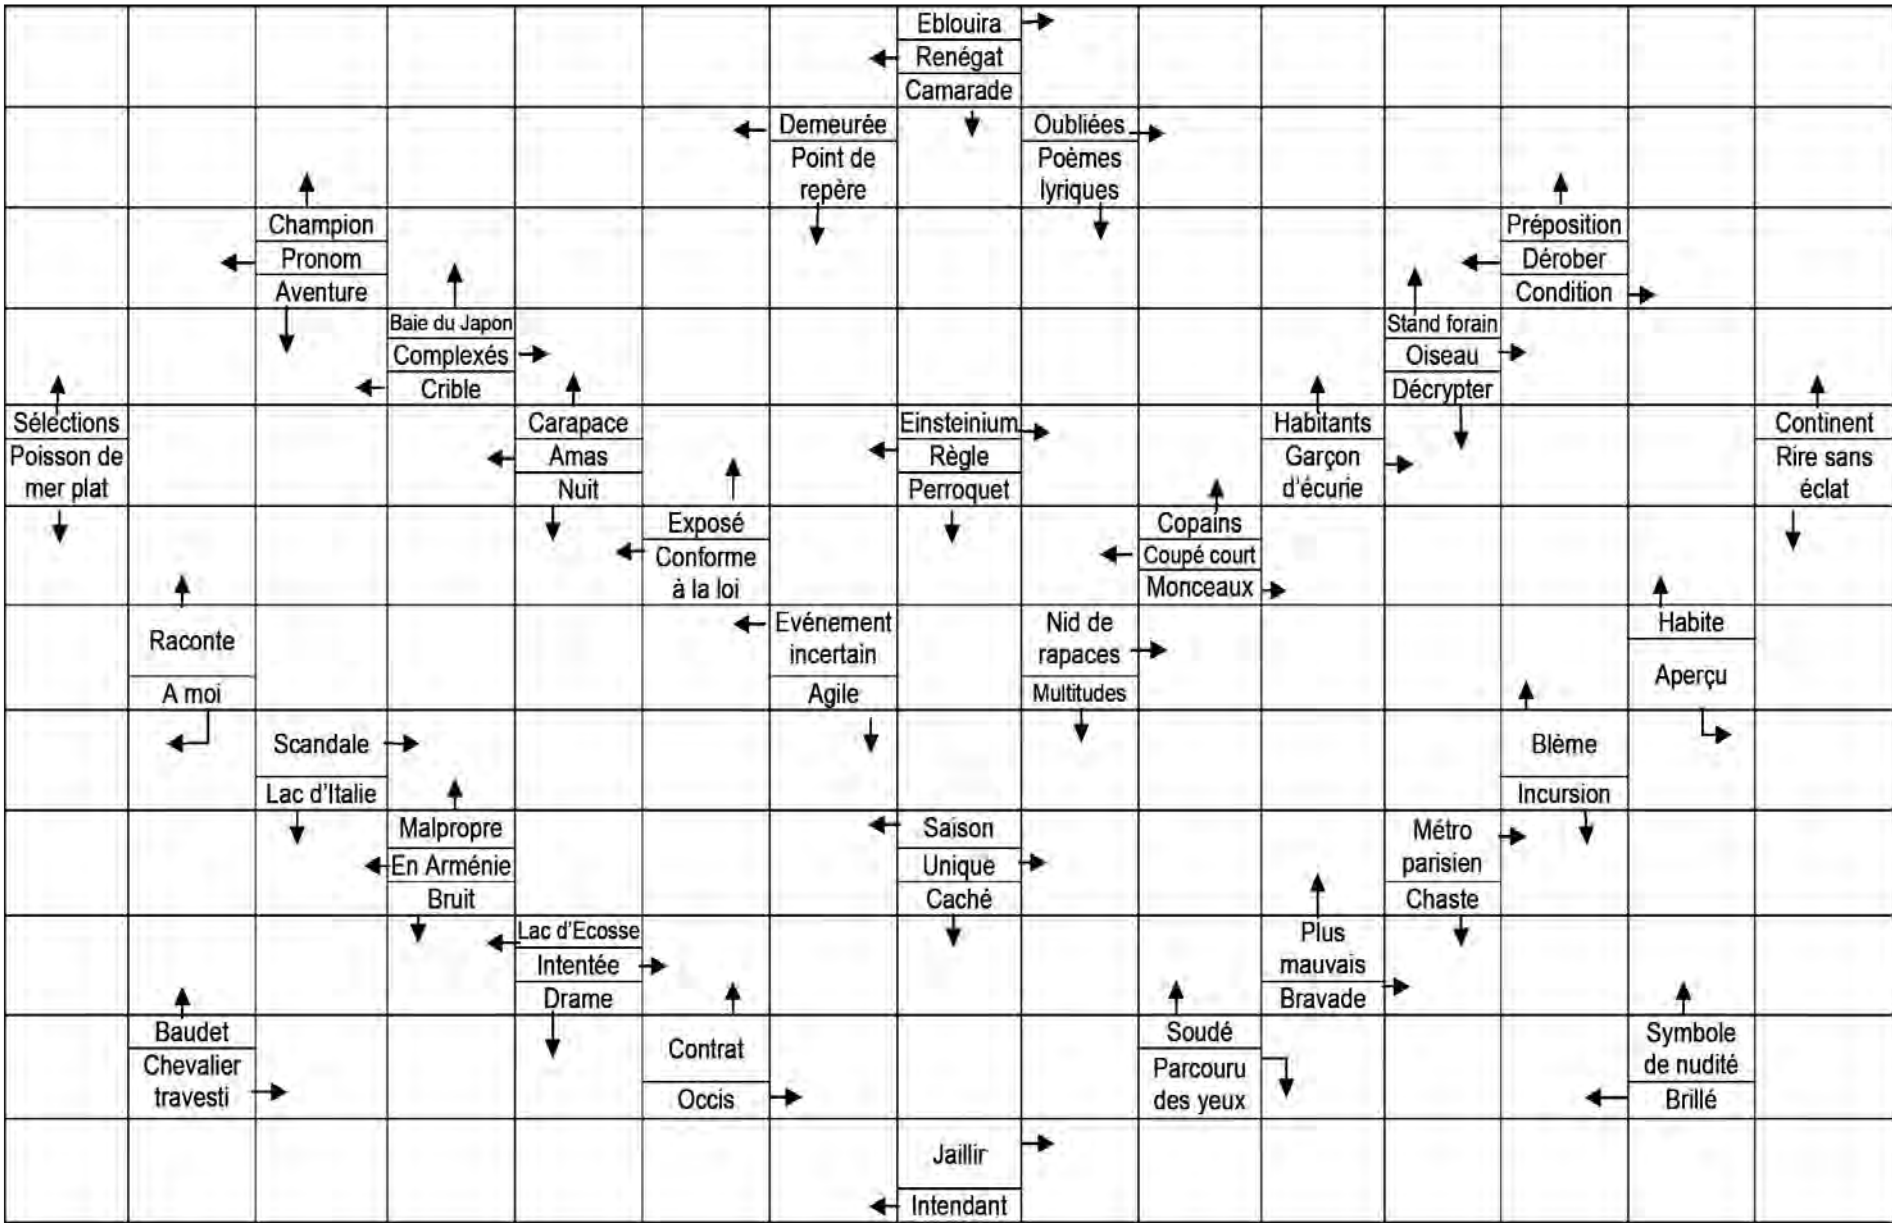 Eblouira
Renégat
Camarade
Demeurée
Point de
repère
Oubliées
Poèmes
lyriques
Champion
Pronom
Aventure
Préposition
Dérober
Condition
Baie du Japon
Complexés
Crible
Stand forain
Oiseau
Décrypter
Sélections
Poisson de
mer plat
Carapace
Amas
Nuit
Einsteinium
Règle
Perroquet
Habitants
Garçon
d'écurie
Continent
Rire sans
éclat
Exposé
Conforme
à la loi
Copains
Coupé court
Monceaux
Raconte
A moi
Evénement
incertain
Agile
Nid de
rapaces
Multitudes
Habite
Aperçu
Scandale
Lac d'Italie
Blême
Incursion
Malpropre
En Arménie
Bruit
Saison
Unique
Caché
Métro
parisien
Chaste
Lac d'Ecosse
Intentée
Drame
Plus
mauvais
Bravade
Baudet
Chevalier
travesti
Contrat
Occis
Soudé
Parcouru
des yeux
Symbole
de nudité
Brillé
Jaillir
Intendant